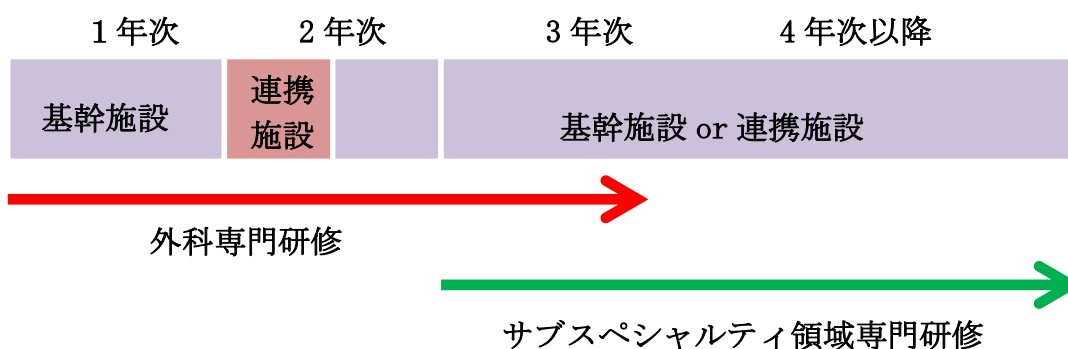 1年次 2年次 3年次 4年次以降
基幹施設
連携
施設
基幹施設 or 連携施設
外科専門研修
サブスペシャルティ領域専門研修